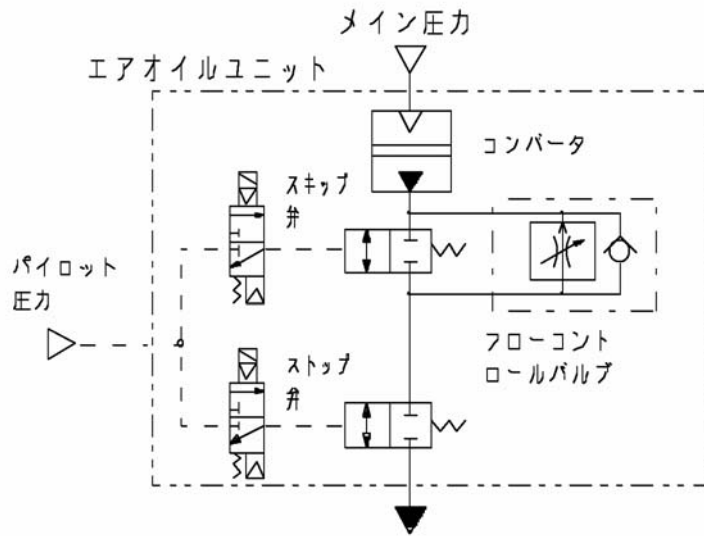 メイン圧力
エアオイルユニット
コンバータ
スキップ
弁
パイロット
圧力
フローコント
ロールバルブ
ストップ
弁